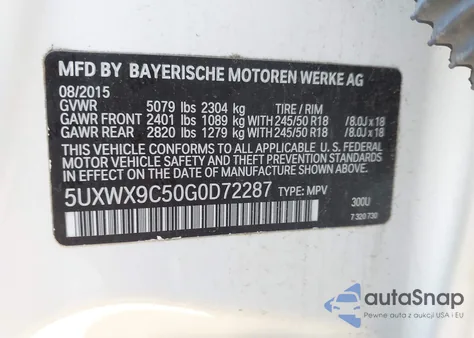 MFD BY BAYERISCHE MOTOREN WERKE AG
08/2015
GVWR 5079 lbs 2304 kg TIRE / RIM
GAWR FRONT 2401 lbs 1089 kg WITH 245/50 R18 /8.0J x 18
GAWR REAR 2820 lbs 1279 kg WITH 245/50 R18 /8.0J x 18
THIS VEHICLE CONFORMS TO ALL APPLICABLE U.S. FEDERAL
MOTOR VEHICLE SAFETY, BUMPER, AND THEFT PREVENTION
STANDARDS IN EFFECT ON THE DATE OF MANUFACTURE SHOWN ABOVE.
5UXWX9C50G0D72287 TYPE: MPV
300U
7 320 730
autoSnap
Pewne auta z aukcji USA i EU